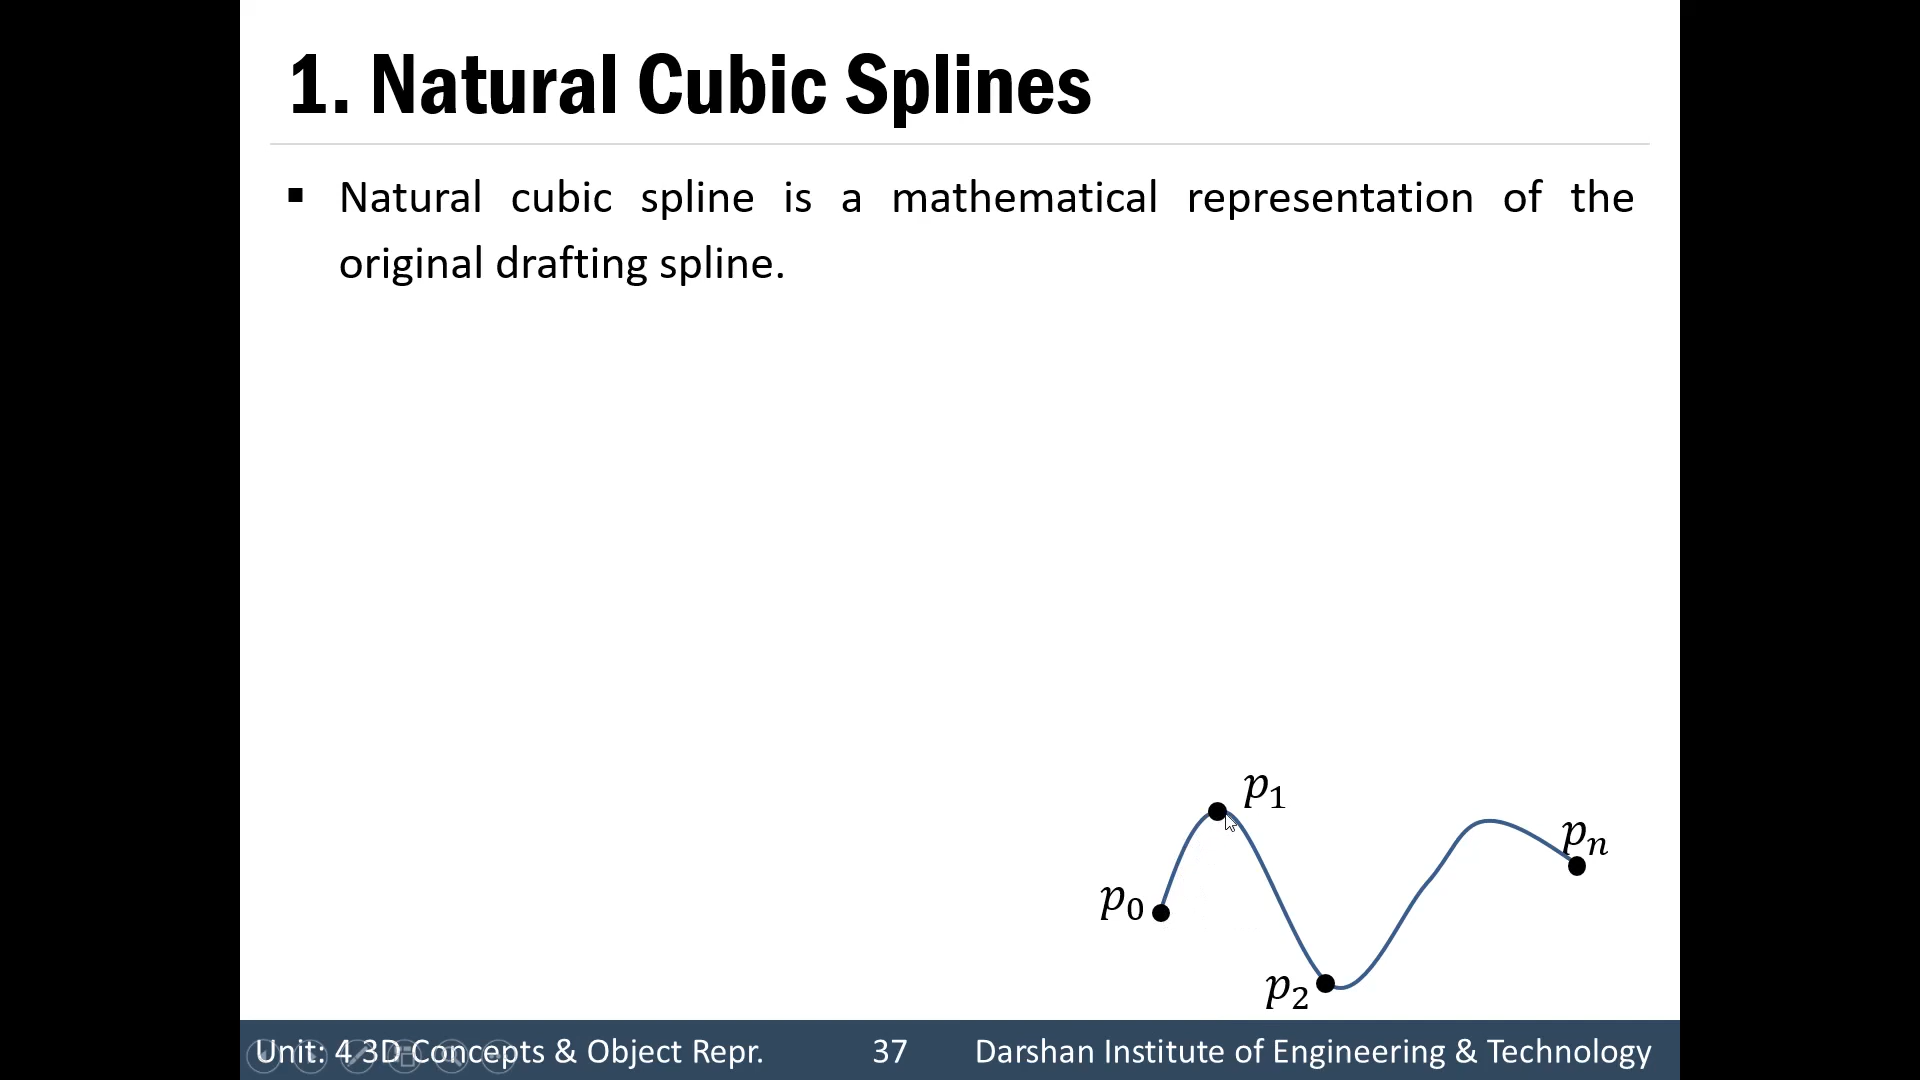 1. Natural Cubic Splines
▪ Natural cubic spline is a mathematical representation of the
original drafting spline.
p₁
pₙ
p₀
p₂
Unit: 4 3D Concepts & Object Repr. 37 Darshan Institute of Engineering & Technology